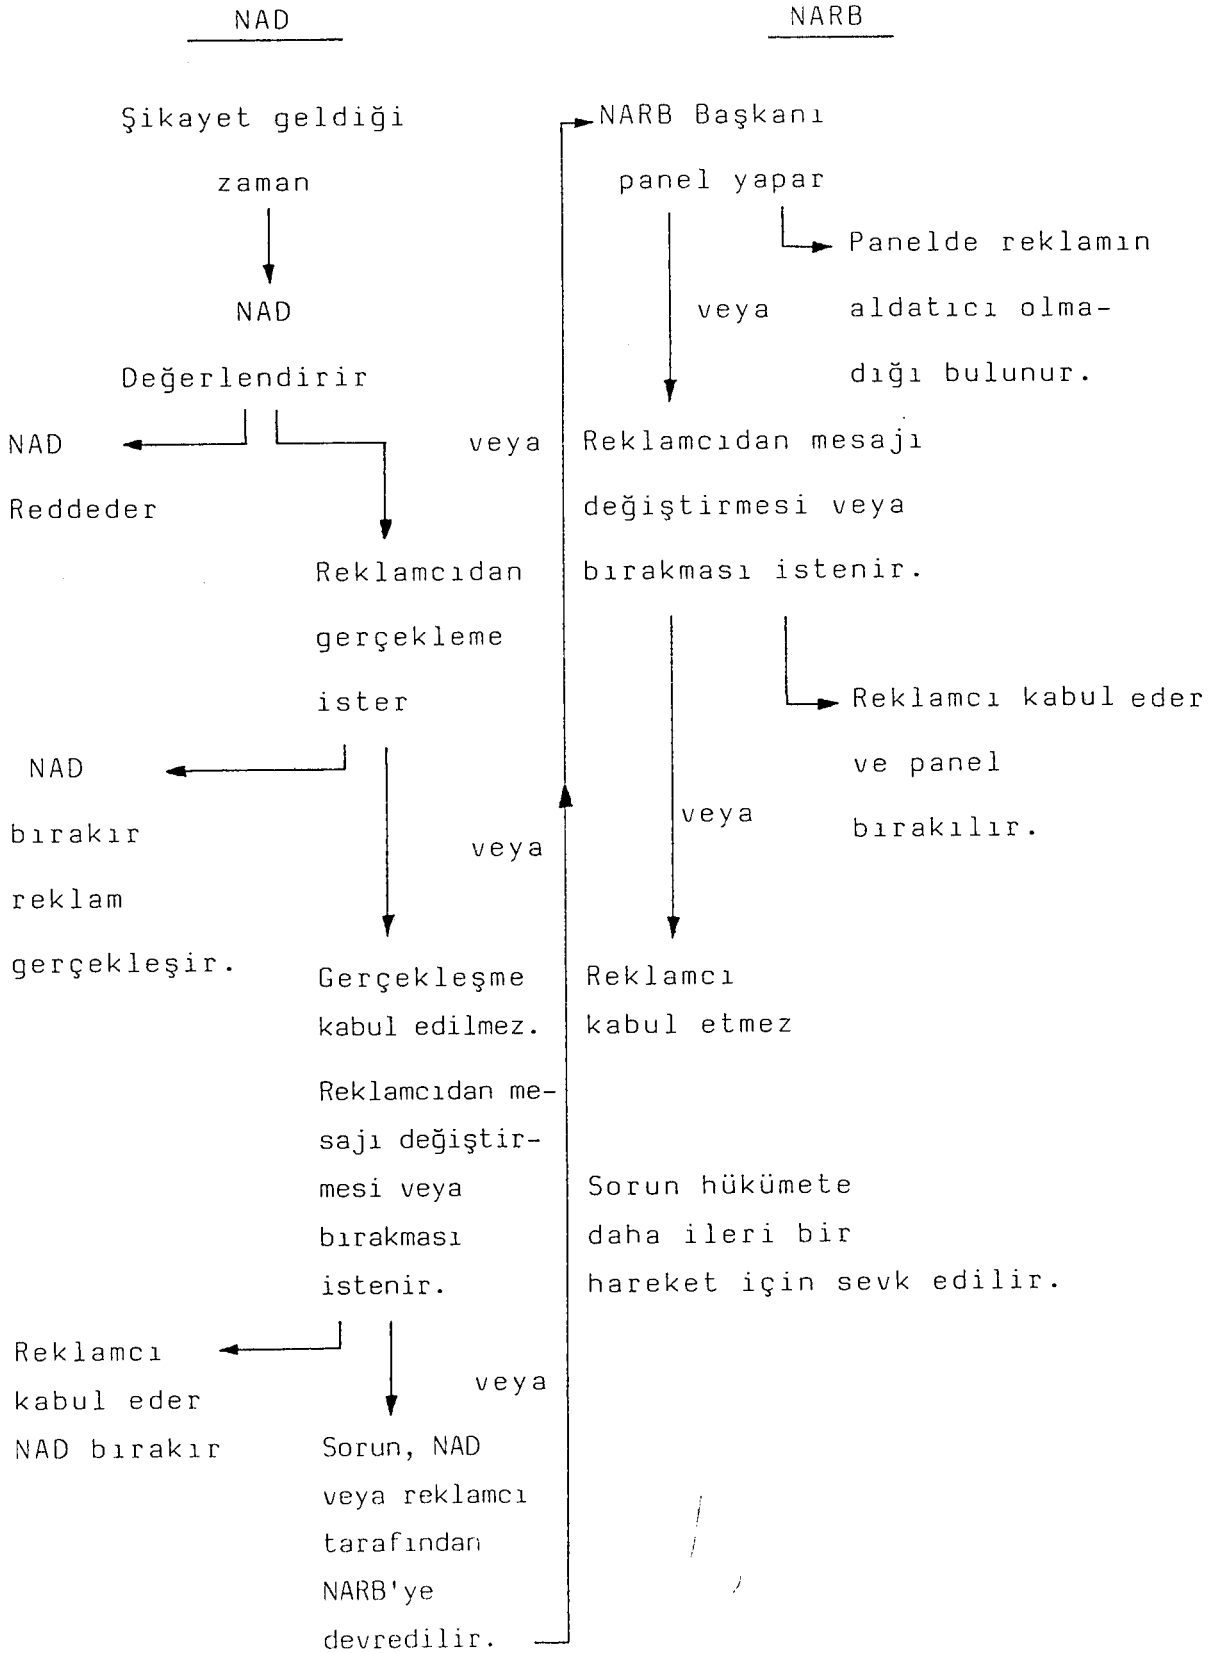 NAD
Şikayet geldiği
zaman
NAD
Değerlendirir
NAD
Reddeder
veya
Reklamcıdan
gerçekleme
ister
NAD
bırakır
reklam
gerçekleşir.
veya
Gerçekleşme
kabul edilmez.
Reklamcıdan me-
sajı değiştir-
mesi veya
bırakması
istenir.
Reklamcı
kabul eder
NAD bırakır
veya
Sorun, NAD
veya reklamcı
tarafından
NARB'ye
devredilir.
NARB
NARB Başkanı
panel yapar
Panelde reklamın
aldatıcı olma-
dığı bulunur.
veya
Reklamcıdan mesajı
değiştirmesi veya
bırakması istenir.
Reklamcı kabul eder
ve panel
bırakılır.
veya
Reklamcı
kabul etmez
Sorun hükümete
daha ileri bir
hareket için sevk edilir.